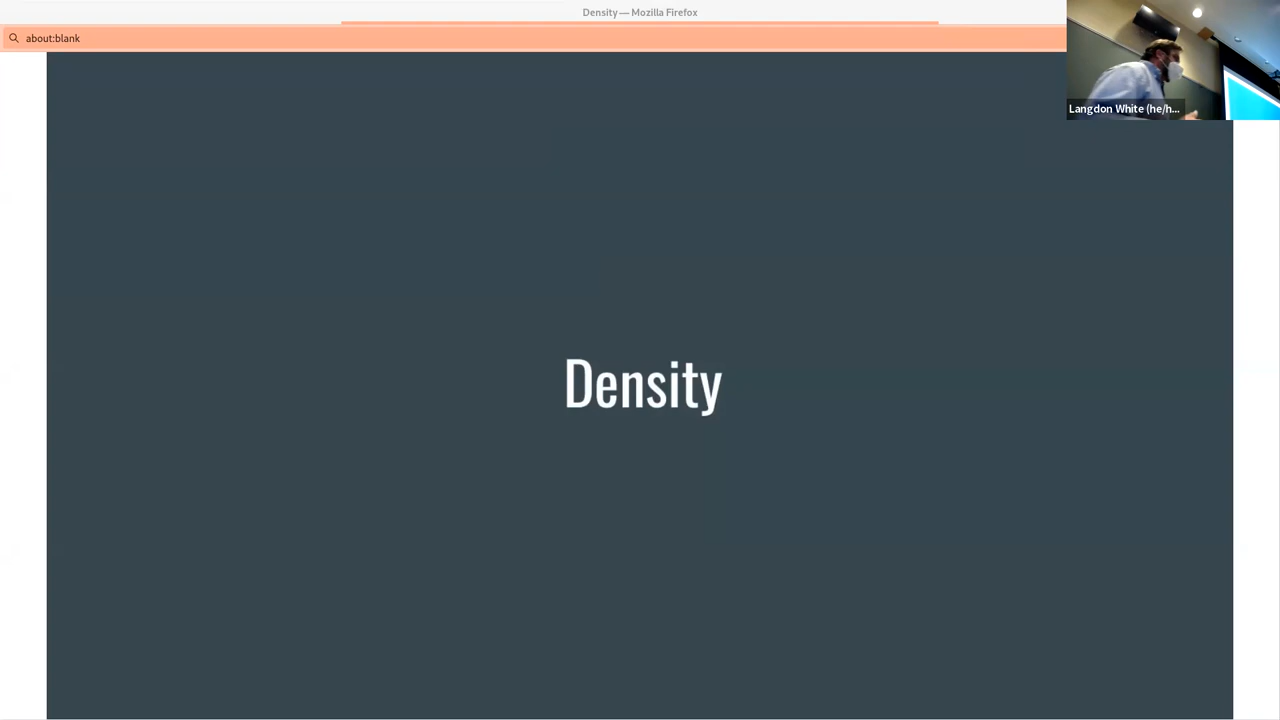 Density — Mozilla Firefox
about:blank
Langdon White (he/h...
Density